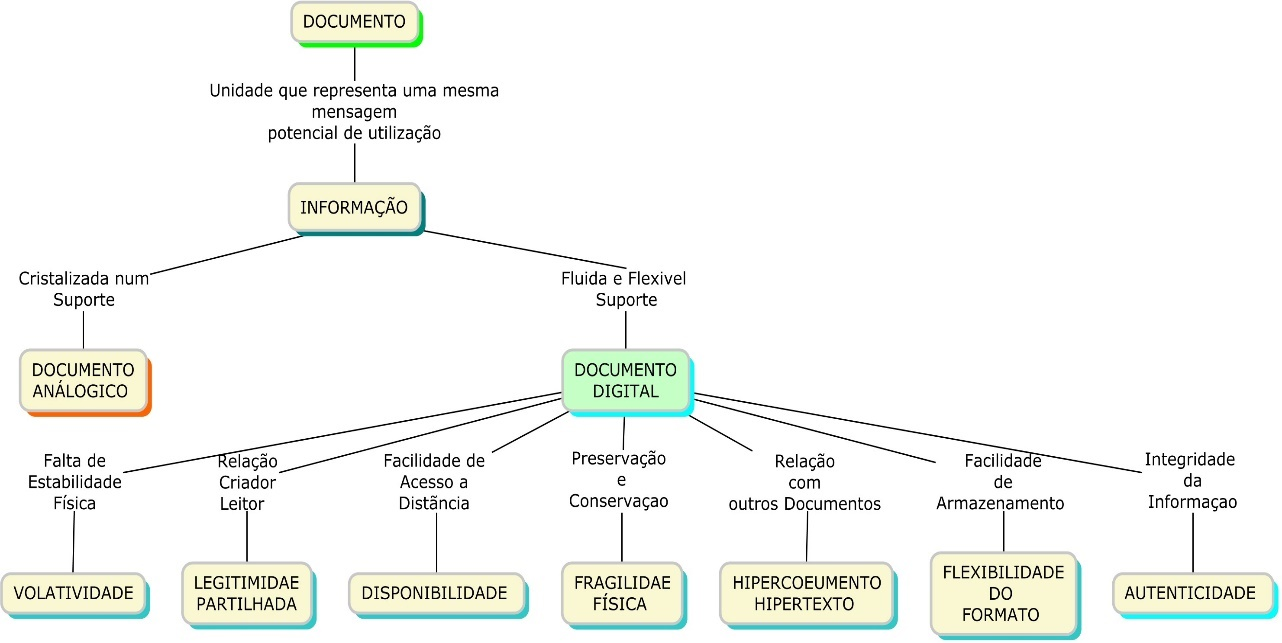 DOCUMENTO
Unidade que representa uma mesma
mensagem
potencial de utilização
INFORMAÇÃO
Cristalizada num
Suporte
Fluida e Flexivel
Suporte
DOCUMENTO
ANÁLOGICO
DOCUMENTO
DIGITAL
Falta de
Estabilidade
Física
Relação
Criador
Leitor
Facilidade de
Acesso a
Distãncia
Preservação
e
Conservaçao
Relação
com
outros Documentos
Facilidade
de
Armazenamento
Integridade
da
Informaçao
VOLATIVIDADE
LEGITIMIDAE
PARTILHADA
DISPONIBILIDADE
FRAGILIDAE
FÍSICA
HIPERCOEUMENTO
HIPERTEXTO
FLEXIBILIDADE
DO
FORMATO
AUTENTICIDADE